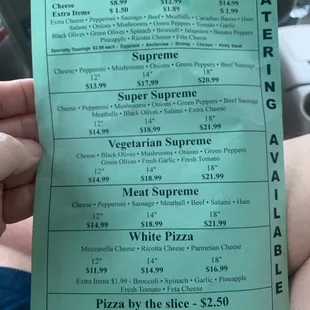 Cheese $8.99 $12.99 $14.99
Extra Items $ 1.50 $1.89 $ 1.99
Extra Cheese • Pepperoni • Sausage • Beef • Meatballs • Canadian Bacon • Ham
Salami • Mushrooms • Onions • Green Peppers • Tomato • Garlic
Black Olives • Green Olives • Spinach • Broccoli • Jalapenos • Banana Peppers
Pineapple • Ricotta Cheese • Feta Cheese
Specialty Toppings $2.99 each - Eggplant • Anchovies • Shrimp • Chicken • Philly Steak
Supreme
Cheese • Pepperoni • Mushrooms • Onions • Green Peppers • Beef Sausage
12" 14" 18"
$13.99 $17.99 $20.99
Super Supreme
Cheese • Pepperoni • Mushrooms • Onions • Green Peppers • Beef Sausage
Meatballs • Black Olives • Salami • Extra Cheese
12" 14" 18"
$14.99 $18.99 $21.99
Vegetarian Supreme
Cheese • Black Olives • Mushrooms • Onions • Green Peppers
Green Olives • Fresh Garlic • Fresh Tomato
12" 14" 18"
$14.99 $18.99 $21.99
Meat Supreme
Cheese • Pepperoni • Sausage • Meatball • Beef • Salami • Ham
12" 14" 18"
$14.99 $18.99 $21.99
White Pizza
Mozzarella Cheese • Ricotta Cheese • Parmesan Cheese
12" 14" 18"
$11.99 $14.99 $16.99
Extra Items $1.99 - Broccoli • Spinach • Garlic • Pineapple
Fresh Tomato • Feta Cheese
Pizza by the slice - $2.50
ATERING AVAILABLE